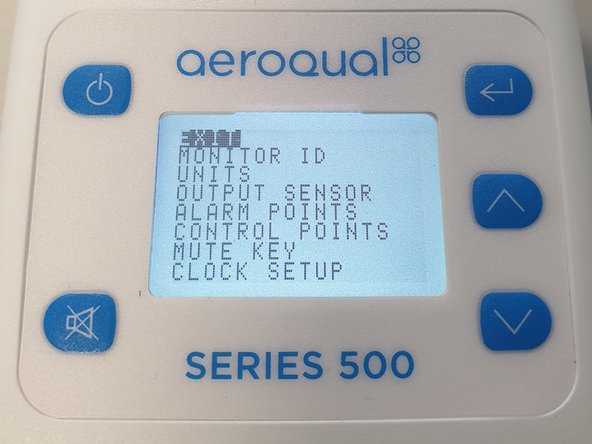 aeroqual
EXIT
MONITOR ID
UNITS
OUTPUT SENSOR
ALARM POINTS
CONTROL POINTS
MUTE KEY
CLOCK SETUP
SERIES 500